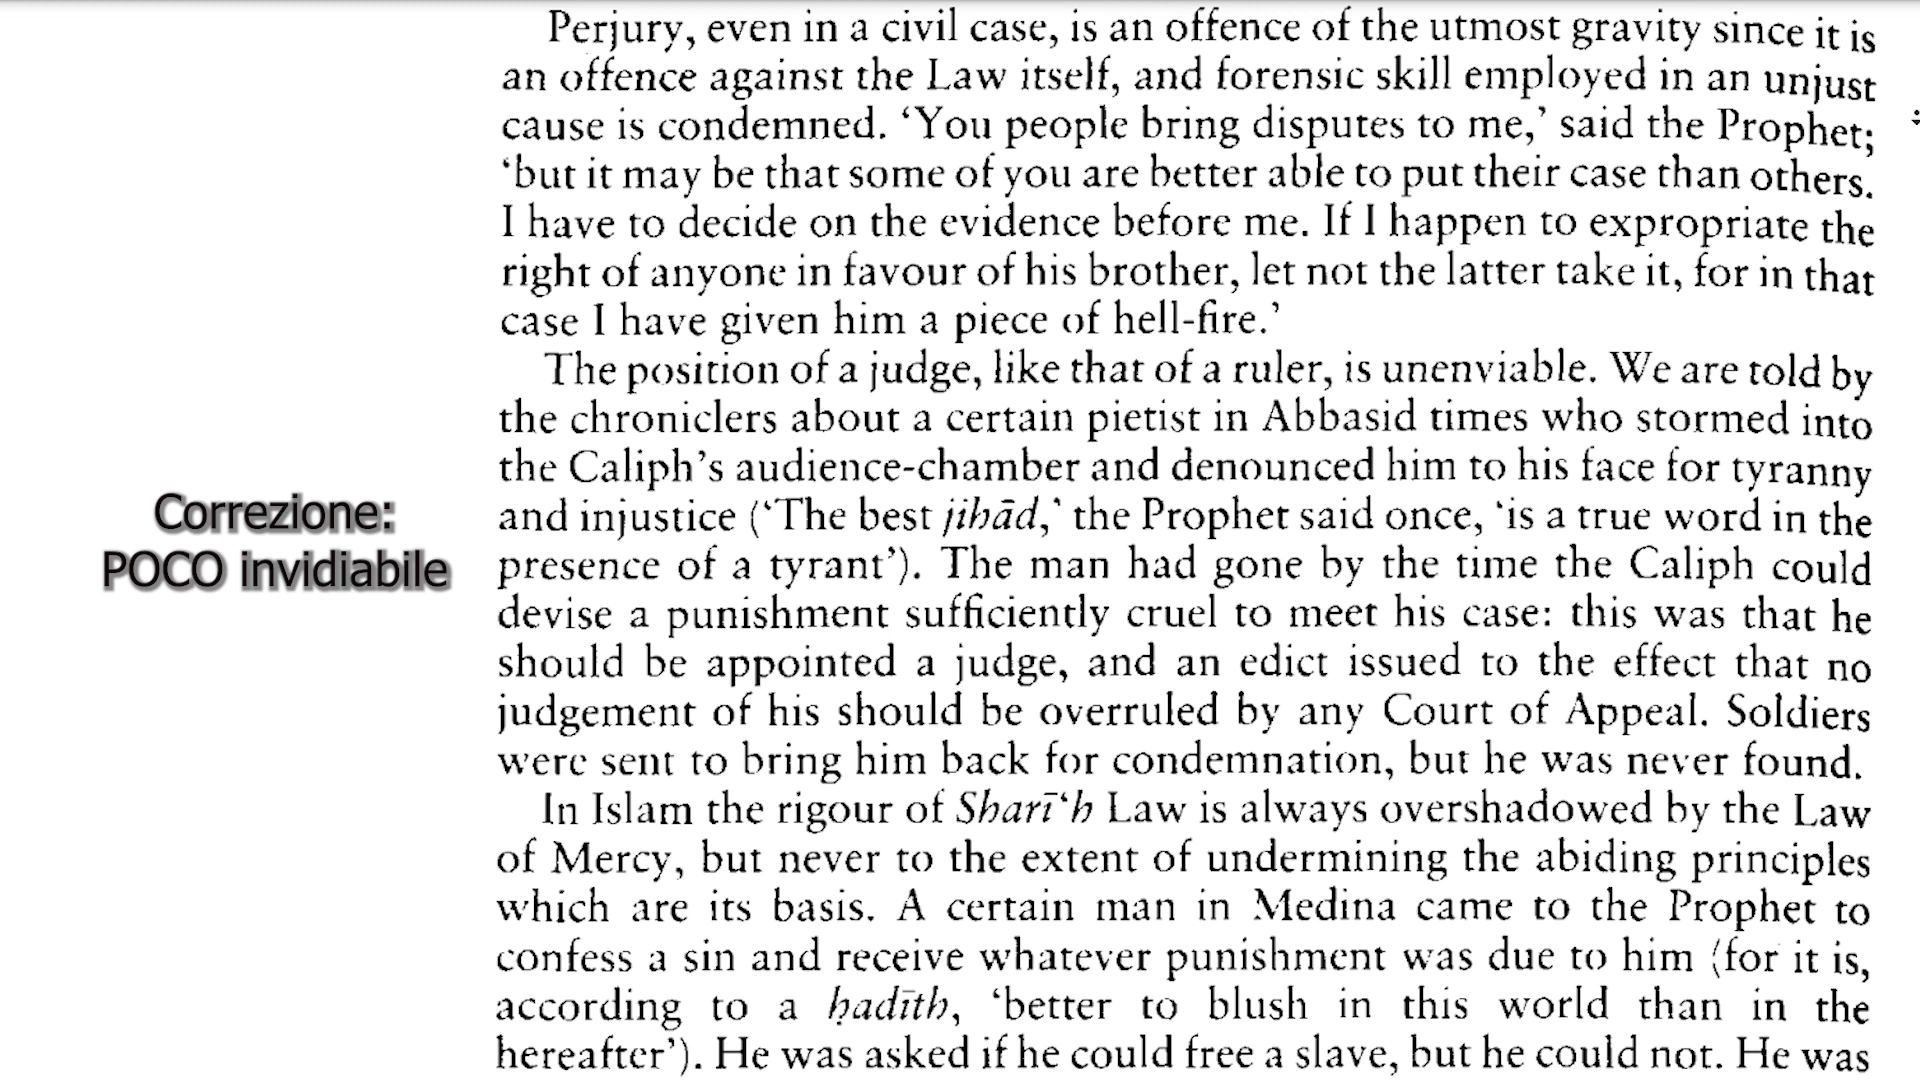 Perjury, even in a civil case, is an offence of the utmost gravity since it is
an offence against the Law itself, and forensic skill employed in an unjust
cause is condemned. ‘You people bring disputes to me,’ said the Prophet;
‘but it may be that some of you are better able to put their case than others.
I have to decide on the evidence before me. If I happen to expropriate the
right of anyone in favour of his brother, let not the latter take it, for in that
case I have given him a piece of hell-fire.’
The position of a judge, like that of a ruler, is unenviable. We are told by
the chroniclers about a certain pietist in Abbasid times who stormed into
the Caliph’s audience-chamber and denounced him to his face for tyranny
and injustice (‘The best jihād,’ the Prophet said once, ‘is a true word in the
presence of a tyrant’). The man had gone by the time the Caliph could
devise a punishment sufficiently cruel to meet his case: this was that he
should be appointed a judge, and an edict issued to the effect that no
judgement of his should be overruled by any Court of Appeal. Soldiers
were sent to bring him back for condemnation, but he was never found.
In Islam the rigour of Sharī‘h Law is always overshadowed by the Law
of Mercy, but never to the extent of undermining the abiding principles
which are its basis. A certain man in Medina came to the Prophet to
confess a sin and receive whatever punishment was due to him (for it is,
according to a ḥadīth, ‘better to blush in this world than in the
hereafter’). He was asked if he could free a slave, but he could not. He was
Correzione:
POCO invidiabile